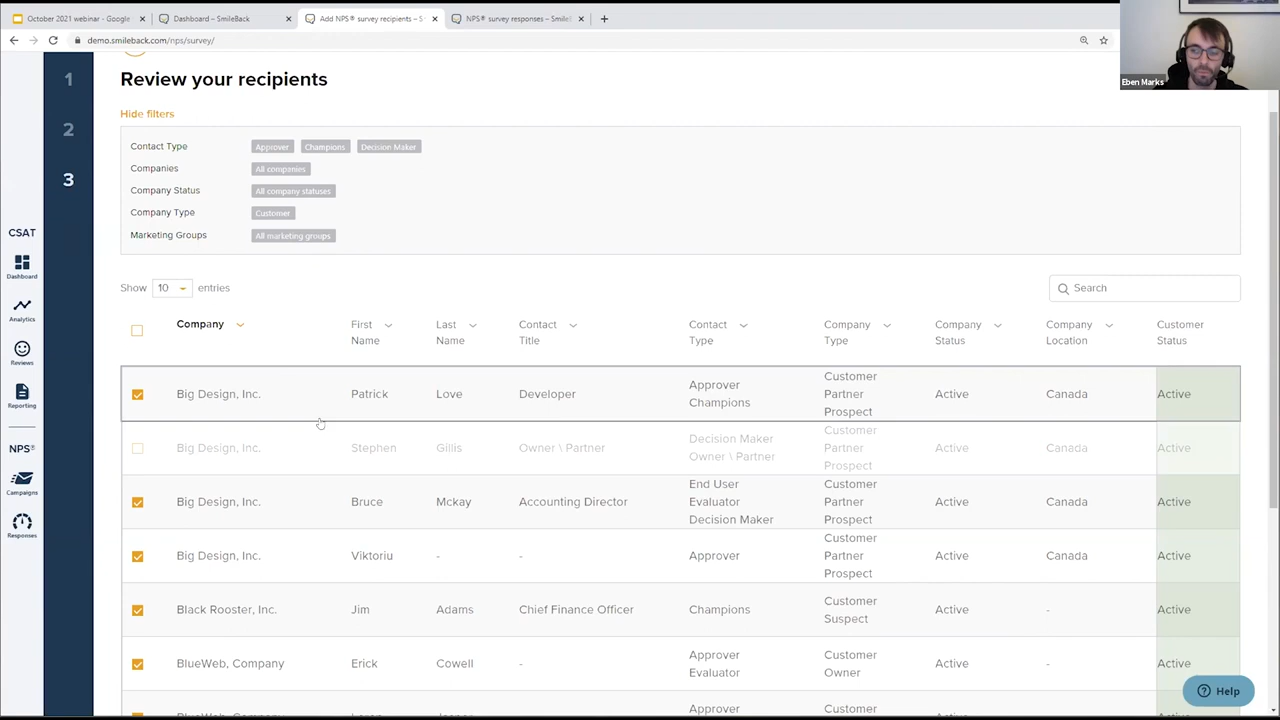 October 2021 webinar - Google
Dashboard – SmileBack
Add NPS® survey recipients – S
NPS® survey responses – SmileB
demo.smileback.com/nps/survey/
Eben Marks
1
2
3
CSAT
Dashboard
Analytics
Reviews
Reporting
NPS®
Campaigns
Responses
Review your recipients
Hide filters
Contact Type Approver Champions Decision Maker
Companies All companies
Company Status All company statuses
Company Type Customer
Marketing Groups All marketing groups
Show 10 entries
Search
Company First Name Last Name Contact Title Contact Type Company Type Company Status Company Location Customer Status
Big Design, Inc. Patrick Love Developer Approver Champions Customer Partner Prospect Active Canada Active
Big Design, Inc. Stephen Gillis Owner \ Partner Decision Maker Owner \ Partner Customer Partner Prospect Active Canada Active
Big Design, Inc. Bruce Mckay Accounting Director End User Evaluator Decision Maker Customer Partner Prospect Active Canada Active
Big Design, Inc. Viktoriu - - Approver Customer Partner Prospect Active Canada Active
Black Rooster, Inc. Jim Adams Chief Finance Officer Champions Customer Suspect Active - Active
BlueWeb, Company Erick Cowell - Approver Evaluator Customer Owner Active - Active
Approver Customer
Help